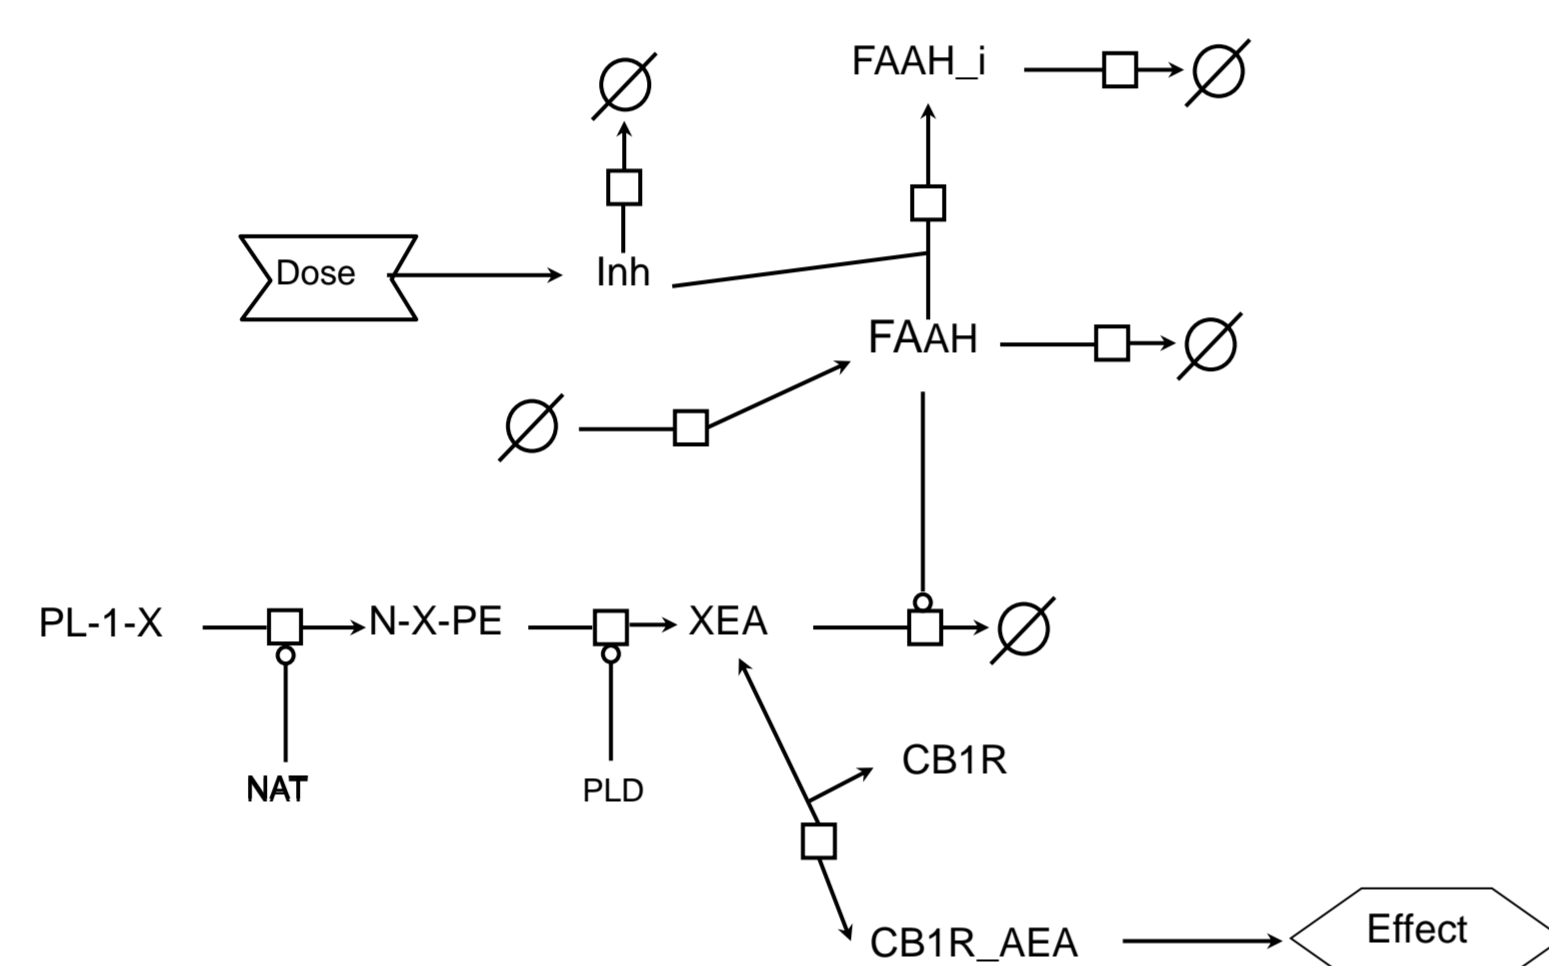 FAAH_i
Dose
Inh
FAAH
PL-1-X
N-X-PE
XEA
NAT
PLD
CB1R
CB1R_AEA
Effect